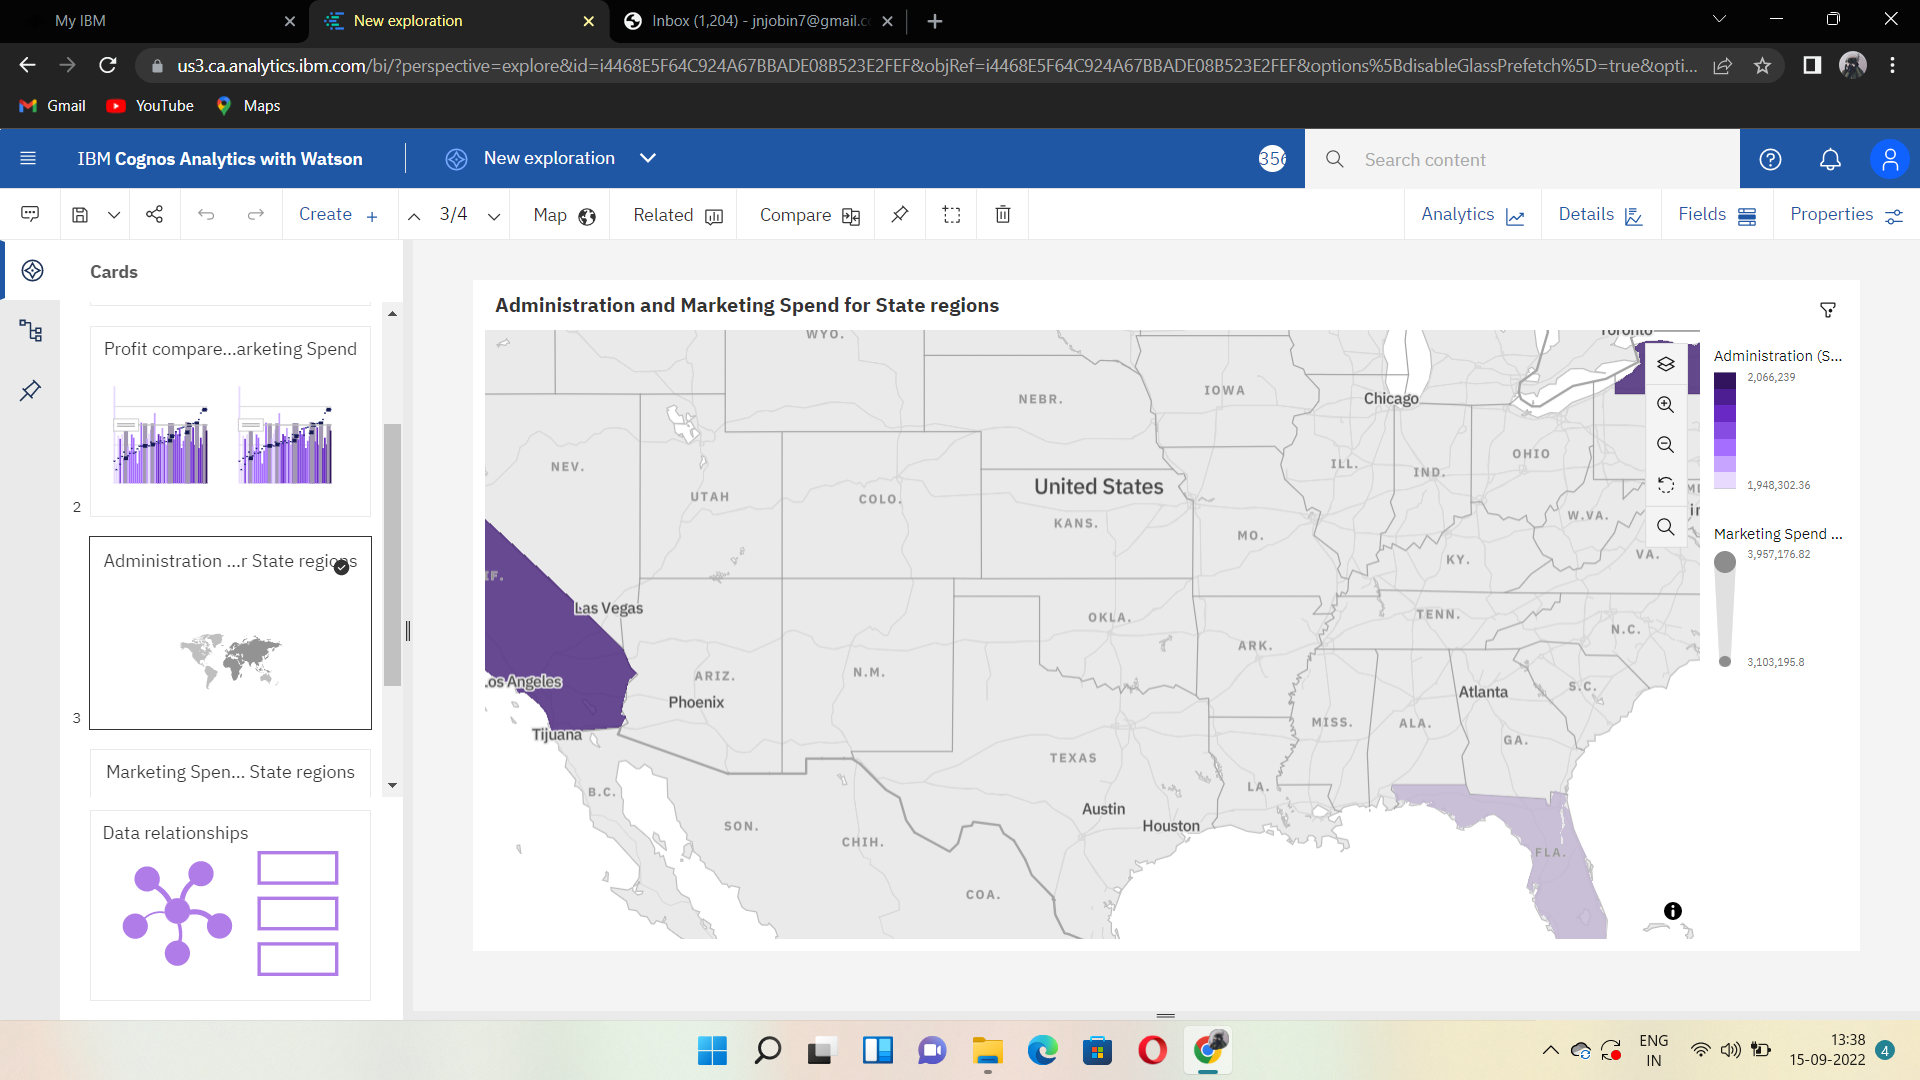 My IBM
New exploration
Inbox (1,204) - jnjobin7@gmail.c
us3.ca.analytics.ibm.com/bi/?perspective=explore&id=i4468E5F64C924A67BBADE08B523E2FEF&objRef=i4468E5F64C924A67BBADE08B523E2FEF&options%5BdisableGlassPrefetch%5D=true&opti...
Gmail
YouTube
Maps
IBM Cognos Analytics with Watson
New exploration
356
Search content
Create
3/4
Map
Related
Compare
Analytics
Details
Fields
Properties
Cards
Profit compare...arketing Spend
2
Administration ...r State regions
3
Marketing Spen... State regions
Data relationships
Administration and Marketing Spend for State regions
WYO.
Toronto
IOWA
NEBR.
Chicago
NEV.
UTAH
COLO.
United States
KANS.
ILL.
IND.
OHIO
MO.
W.VA.
KY.
VA.
IF.
Las Vegas
OKLA.
TENN.
N.C.
ARK.
Los Angeles
ARIZ.
N.M.
Phoenix
Atlanta
S.C.
Tijuana
MISS.
ALA.
GA.
TEXAS
B.C.
LA.
Austin
SON.
Houston
CHIH.
FLA.
COA.
Administration (S...
2,066,239
1,948,302.36
Marketing Spend ...
3,957,176.82
3,103,195.8
ENG
IN
13:38
15-09-2022
4